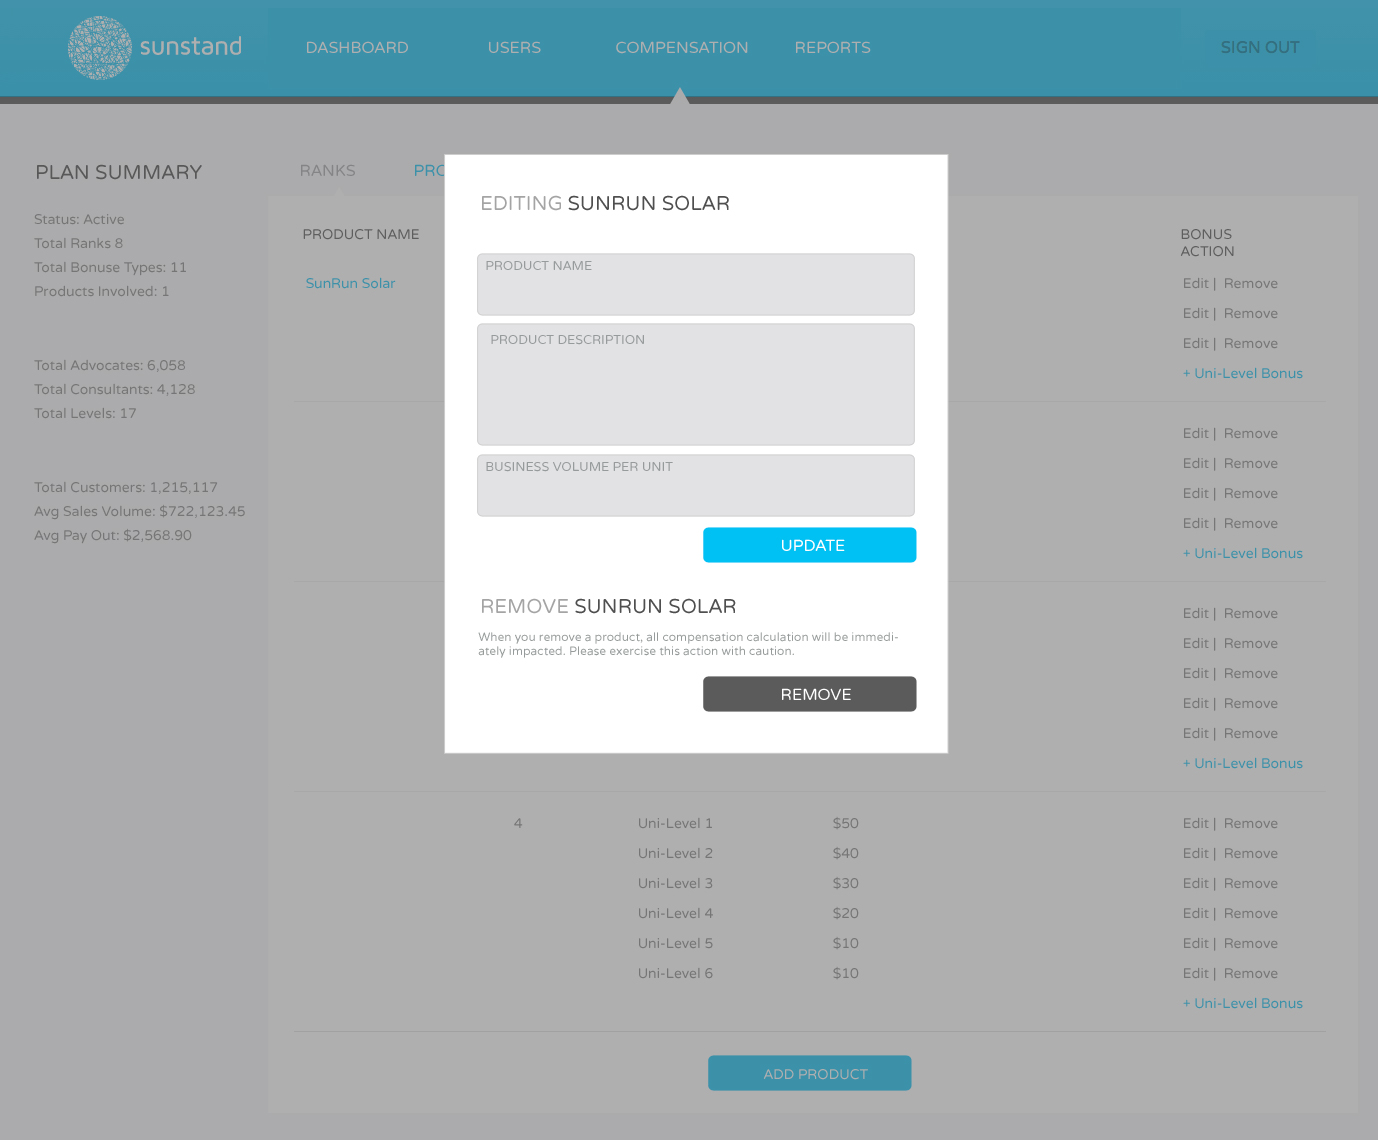 sunstand
DASHBOARD
USERS
COMPENSATION
REPORTS
SIGN OUT
PLAN SUMMARY
Status: Active
Total Ranks 8
Total Bonuse Types: 11
Products Involved: 1
Total Advocates: 6,058
Total Consultants: 4,128
Total Levels: 17
Total Customers: 1,215,117
Avg Sales Volume: $722,123.45
Avg Pay Out: $2,568.90
RANKS
PRODUCT NAME
BONUS
ACTION
SunRun Solar
Edit | Remove
Edit | Remove
Edit | Remove
+ Uni-Level Bonus
Edit | Remove
Edit | Remove
Edit | Remove
Edit | Remove
+ Uni-Level Bonus
Edit | Remove
Edit | Remove
Edit | Remove
Edit | Remove
Edit | Remove
+ Uni-Level Bonus
4 Uni-Level 1 $50 Edit | Remove
Uni-Level 2 $40 Edit | Remove
Uni-Level 3 $30 Edit | Remove
Uni-Level 4 $20 Edit | Remove
Uni-Level 5 $10 Edit | Remove
Uni-Level 6 $10 Edit | Remove
+ Uni-Level Bonus
ADD PRODUCT
EDITING SUNRUN SOLAR
PRODUCT NAME
PRODUCT DESCRIPTION
BUSINESS VOLUME PER UNIT
UPDATE
REMOVE SUNRUN SOLAR
When you remove a product, all compensation calculation will be immedi-
ately impacted. Please exercise this action with caution.
REMOVE